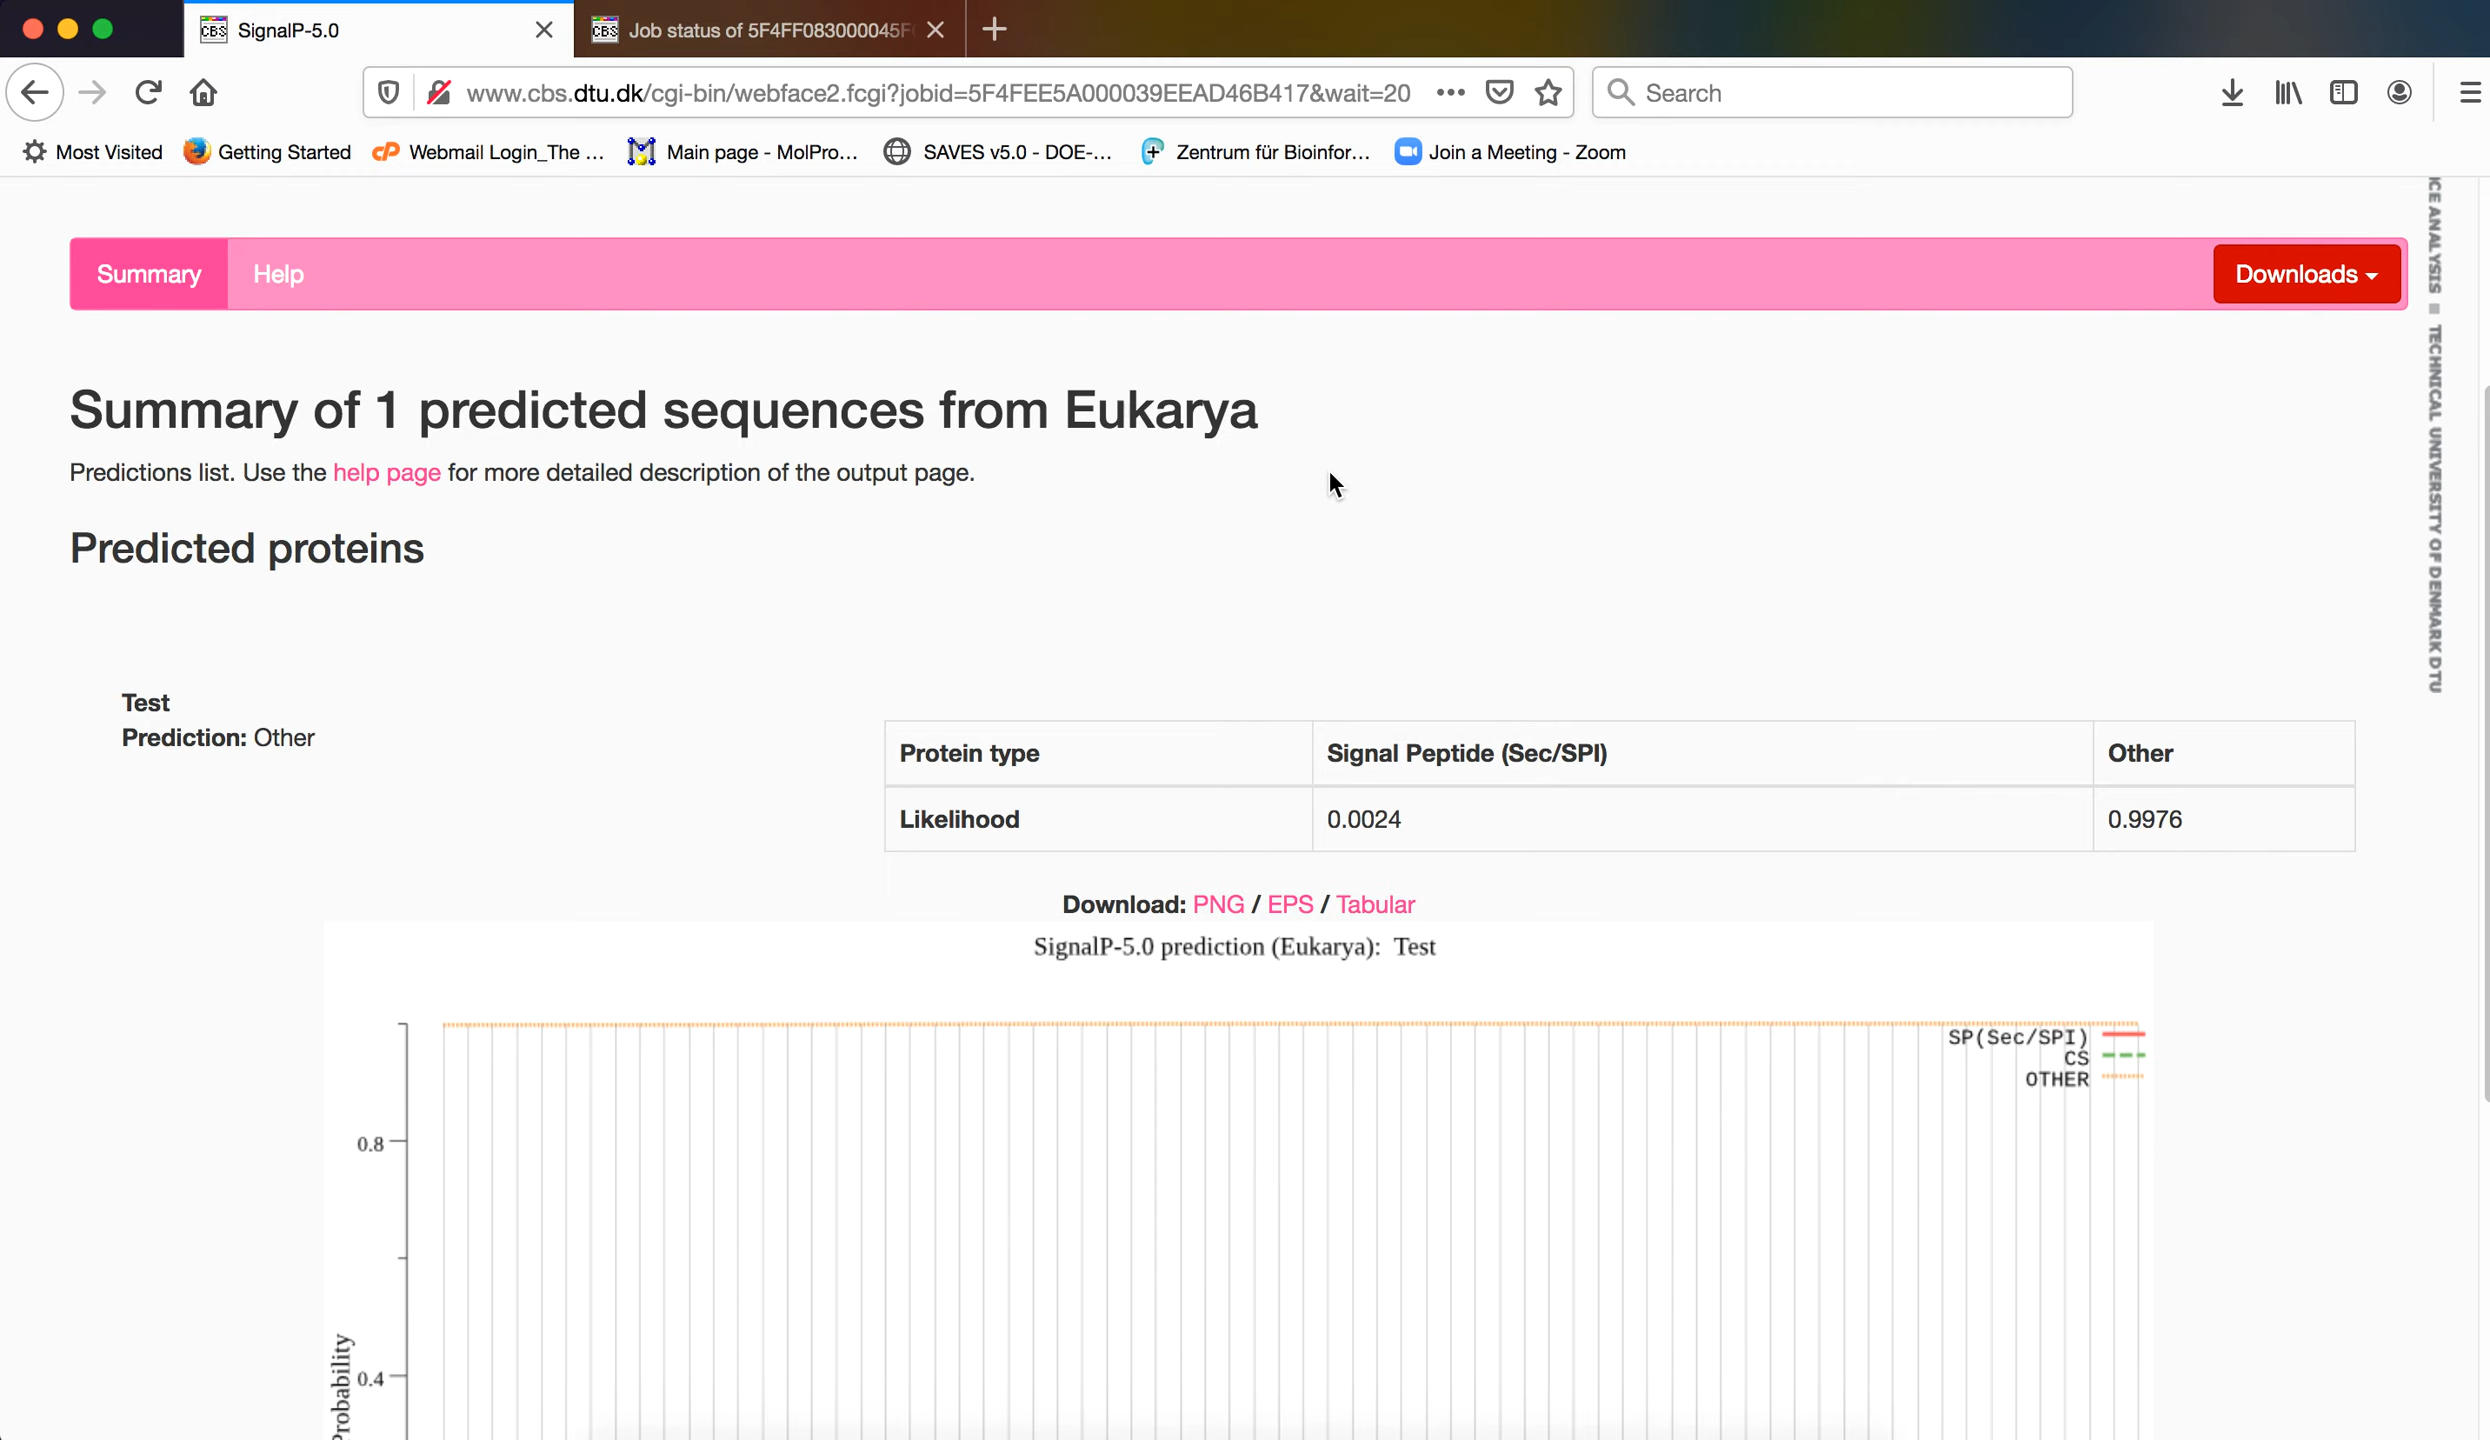 SignalP-5.0
Job status of 5F4FF083000045F
www.cbs.dtu.dk/cgi-bin/webface2.fcgi?jobid=5F4FEE5A000039EEAD46B417&wait=20
Search
Most Visited
Getting Started
Webmail Login_The ...
Main page - MolPro...
SAVES v5.0 - DOE-...
Zentrum für Bioinfor...
Join a Meeting - Zoom
Summary
Help
Downloads
ICE ANALYSIS ■ TECHNICAL UNIVERSITY OF DENMARK DTU
Summary of 1 predicted sequences from Eukarya
Predictions list. Use the help page for more detailed description of the output page.
Predicted proteins
Test
Prediction: Other
Protein type Signal Peptide (Sec/SPI) Other
Likelihood 0.0024 0.9976
Download: PNG / EPS / Tabular
SignalP-5.0 prediction (Eukarya): Test
SP(Sec/SPI)
CS
OTHER
0.8
0.4
Probability